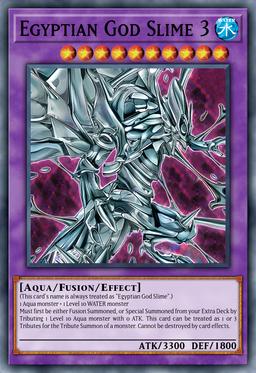 EGYPTIAN GOD SLIME 3
WATER
水
[AQUA/FUSION/EFFECT]
(This card's name is always treated as "Egyptian God Slime".)
1 Aqua monster + 1 Level 10 WATER monster
Must first be either Fusion Summoned, or Special Summoned from your Extra Deck by
Tributing 1 Level 10 Aqua monster with 0 ATK. This card can be treated as 1 or 3
Tributes for the Tribute Summon of a monster. Cannot be destroyed by card effects.
ATK/3300 DEF/1800